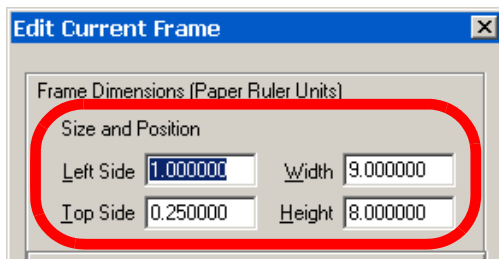 Edit Current Frame
Frame Dimensions (Paper Ruler Units)
Size and Position
Left Side 1.000000 Width 9.000000
Top Side 0.250000 Height 8.000000